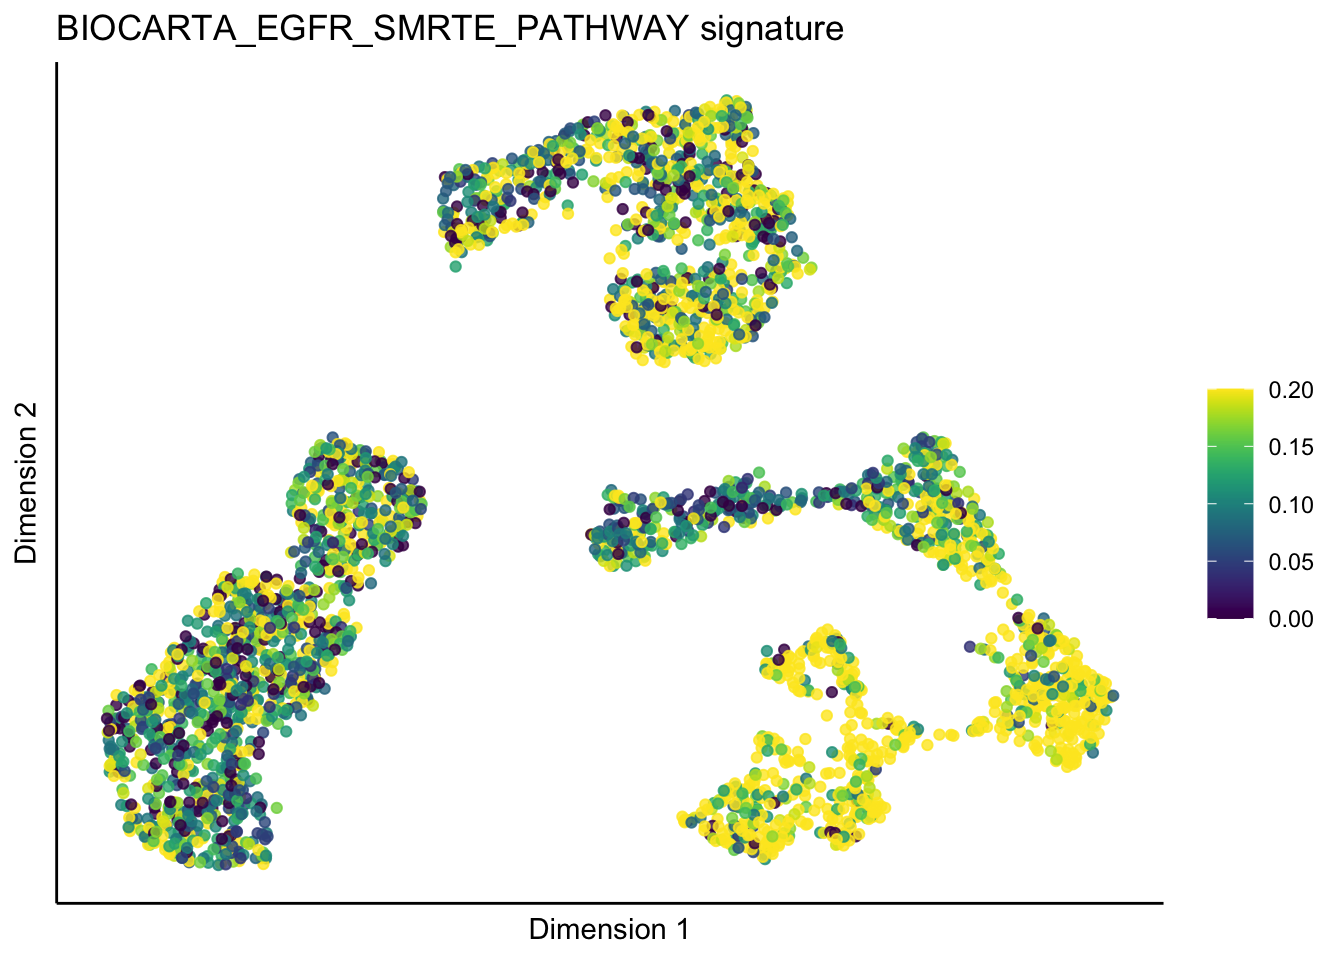 BIOCARTA_EGFR_SMRTE_PATHWAY signature
Dimension 2
0.20
0.15
0.10
0.05
0.00
Dimension 1